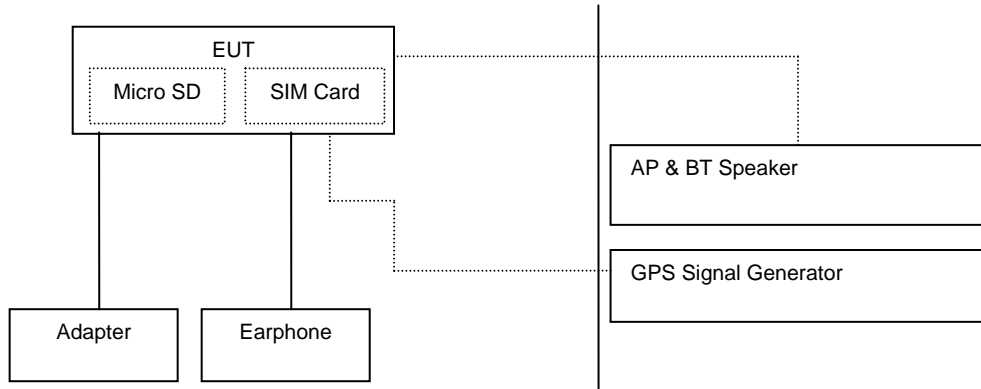 EUT
Micro SD
SIM Card
AP & BT Speaker
GPS Signal Generator
Adapter
Earphone